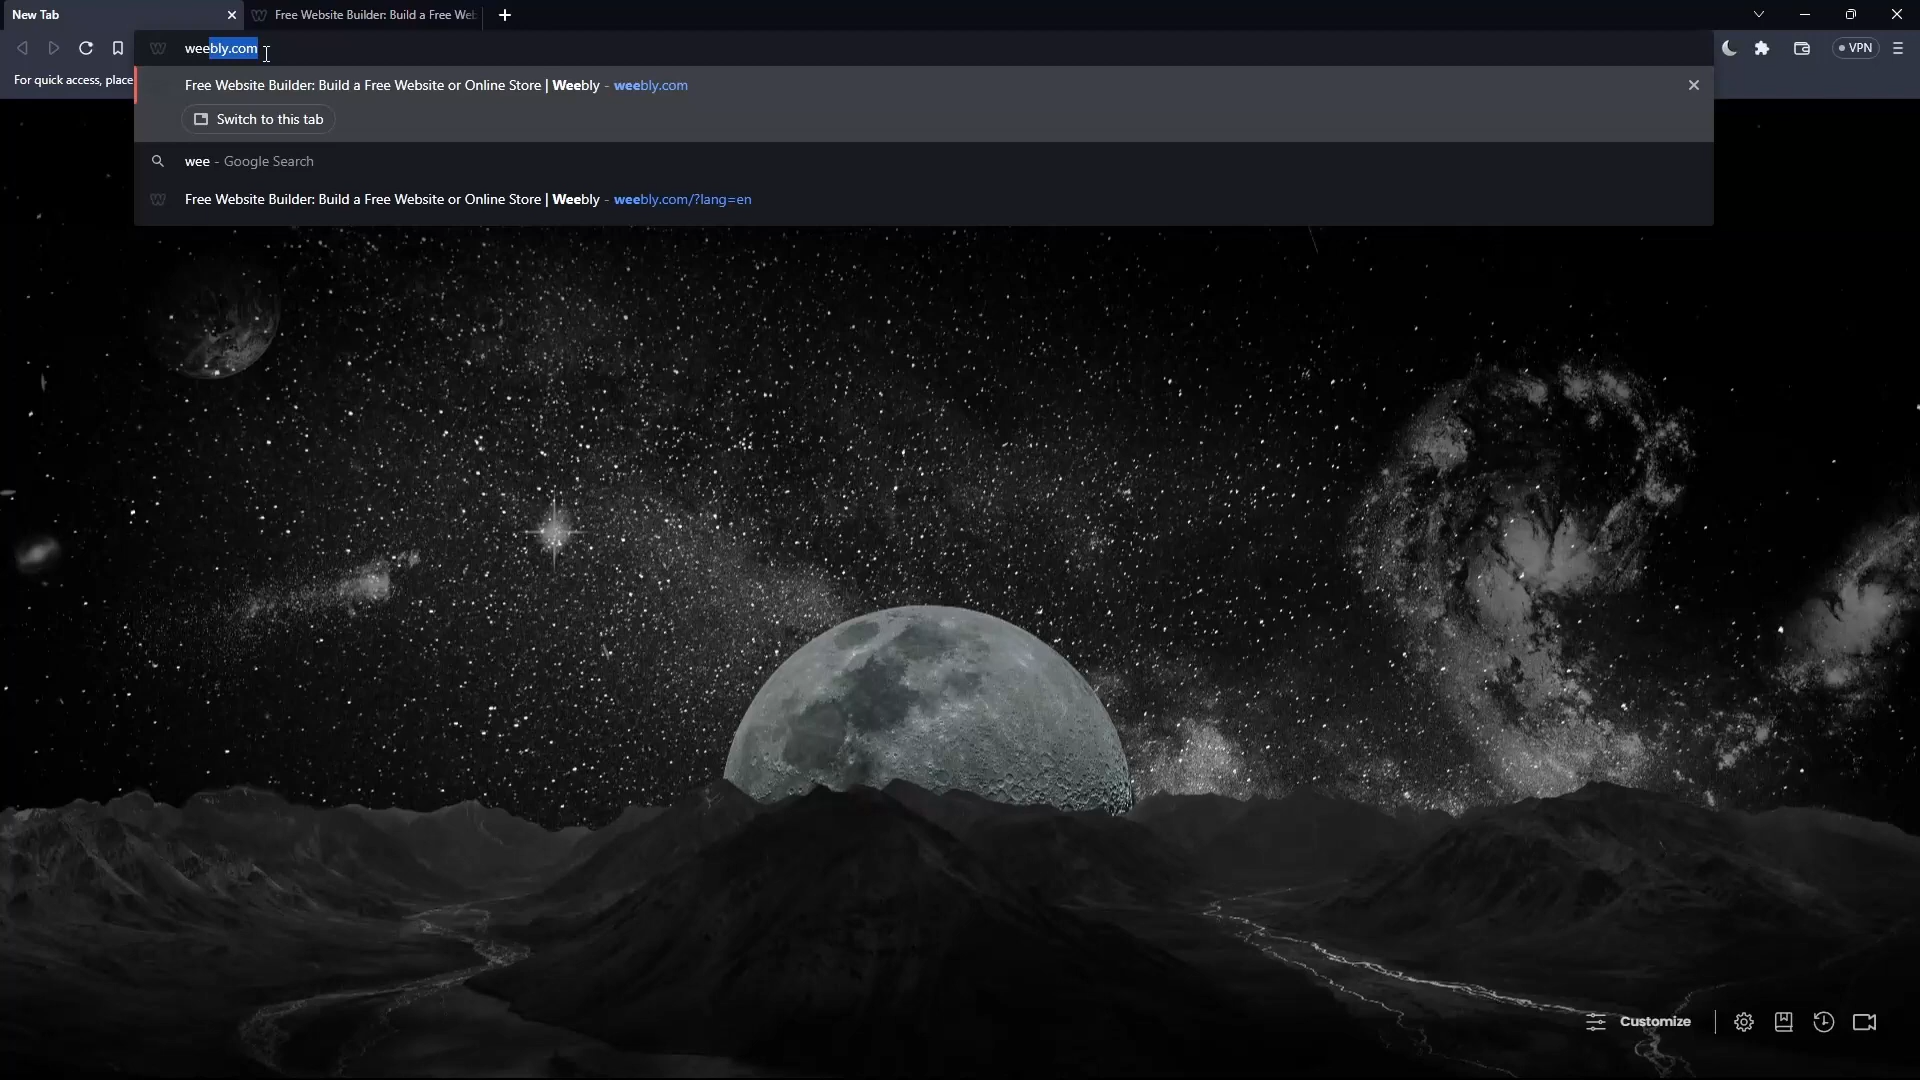 New Tab
Free Website Builder: Build a Free Web
weebly.com
VPN
For quick access, place
Free Website Builder: Build a Free Website or Online Store | Weebly - weebly.com
Switch to this tab
wee - Google Search
Free Website Builder: Build a Free Website or Online Store | Weebly - weebly.com/?lang=en
Customize